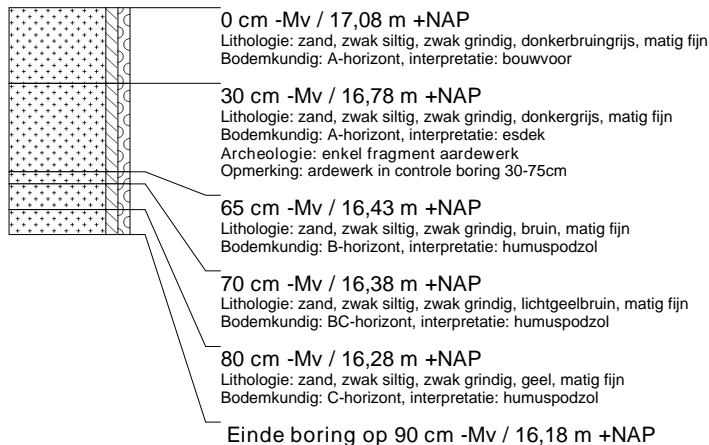 0 cm -Mv / 17,08 m +NAP
Lithologie: zand, zwak siltig, zwak grindig, donkerbruingrijs, matig fijn
Bodemkundig: A-horizont, interpretatie: bouwvoor
30 cm -Mv / 16,78 m +NAP
Lithologie: zand, zwak siltig, zwak grindig, donkergrijs, matig fijn
Bodemkundig: A-horizont, interpretatie: esdek
Archeologie: enkel fragment aardewerk
Opmerking: ardewerk in controle boring 30-75cm
65 cm -Mv / 16,43 m +NAP
Lithologie: zand, zwak siltig, zwak grindig, bruin, matig fijn
Bodemkundig: B-horizont, interpretatie: humuspodzol
70 cm -Mv / 16,38 m +NAP
Lithologie: zand, zwak siltig, zwak grindig, lichtgeelbruin, matig fijn
Bodemkundig: BC-horizont, interpretatie: humuspodzol
80 cm -Mv / 16,28 m +NAP
Lithologie: zand, zwak siltig, zwak grindig, geel, matig fijn
Bodemkundig: C-horizont, interpretatie: humuspodzol
Einde boring op 90 cm -Mv / 16,18 m +NAP